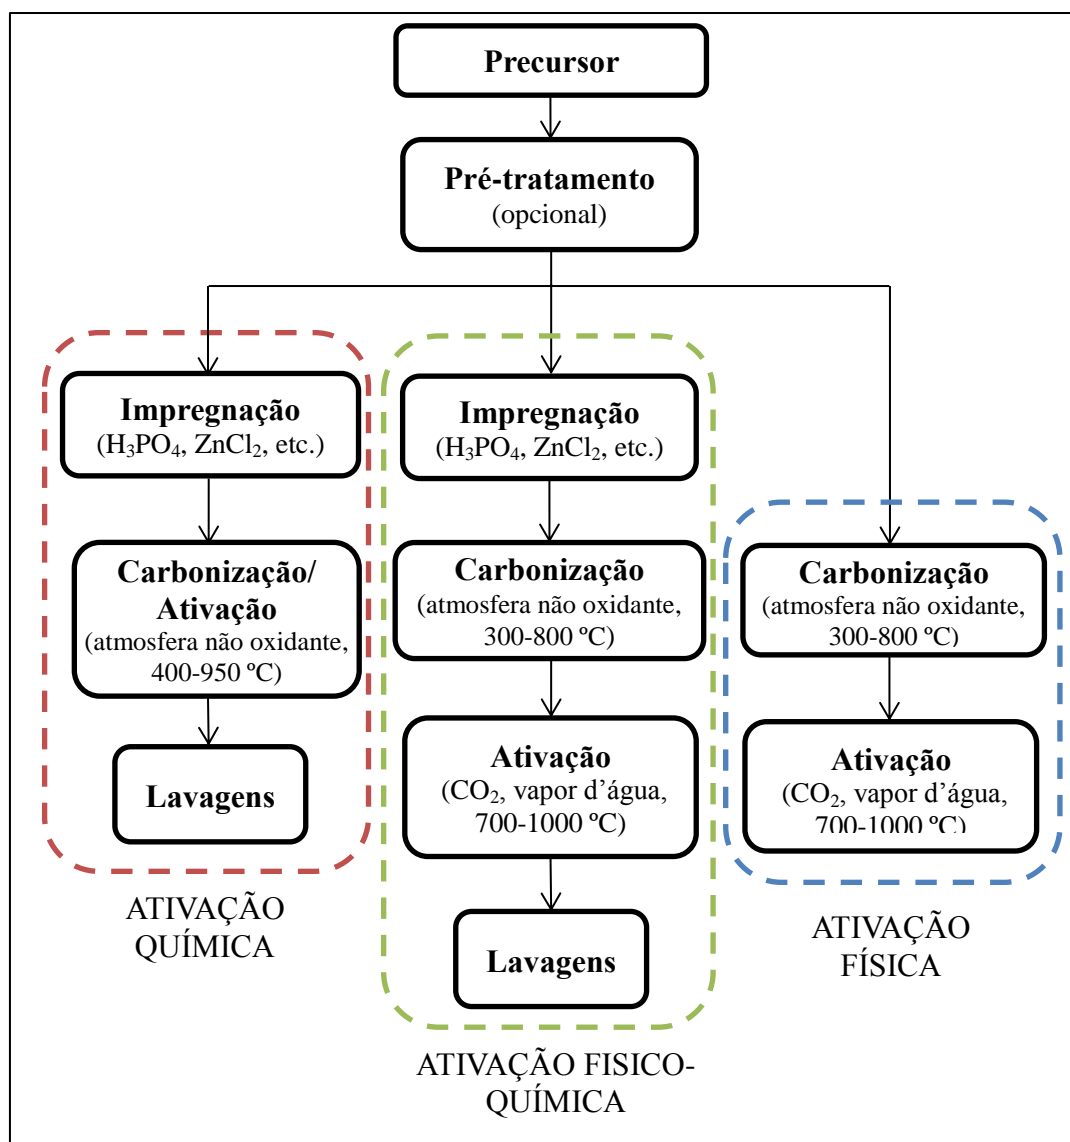 Precursor
Pré-tratamento
(opcional)
Impregnação
(H₃PO₄, ZnCl₂, etc.)
Carbonização/
Ativação
(atmosfera não oxidante,
400-950 ºC)
Lavagens
ATIVAÇÃO
QUÍMICA
Impregnação
(H₃PO₄, ZnCl₂, etc.)
Carbonização
(atmosfera não oxidante,
300-800 ºC)
Ativação
(CO₂, vapor d’água,
700-1000 ºC)
Lavagens
ATIVAÇÃO FISICO-
QUÍMICA
Carbonização
(atmosfera não oxidante,
300-800 ºC)
Ativação
(CO₂, vapor d’água,
700-1000 ºC)
ATIVAÇÃO
FÍSICA